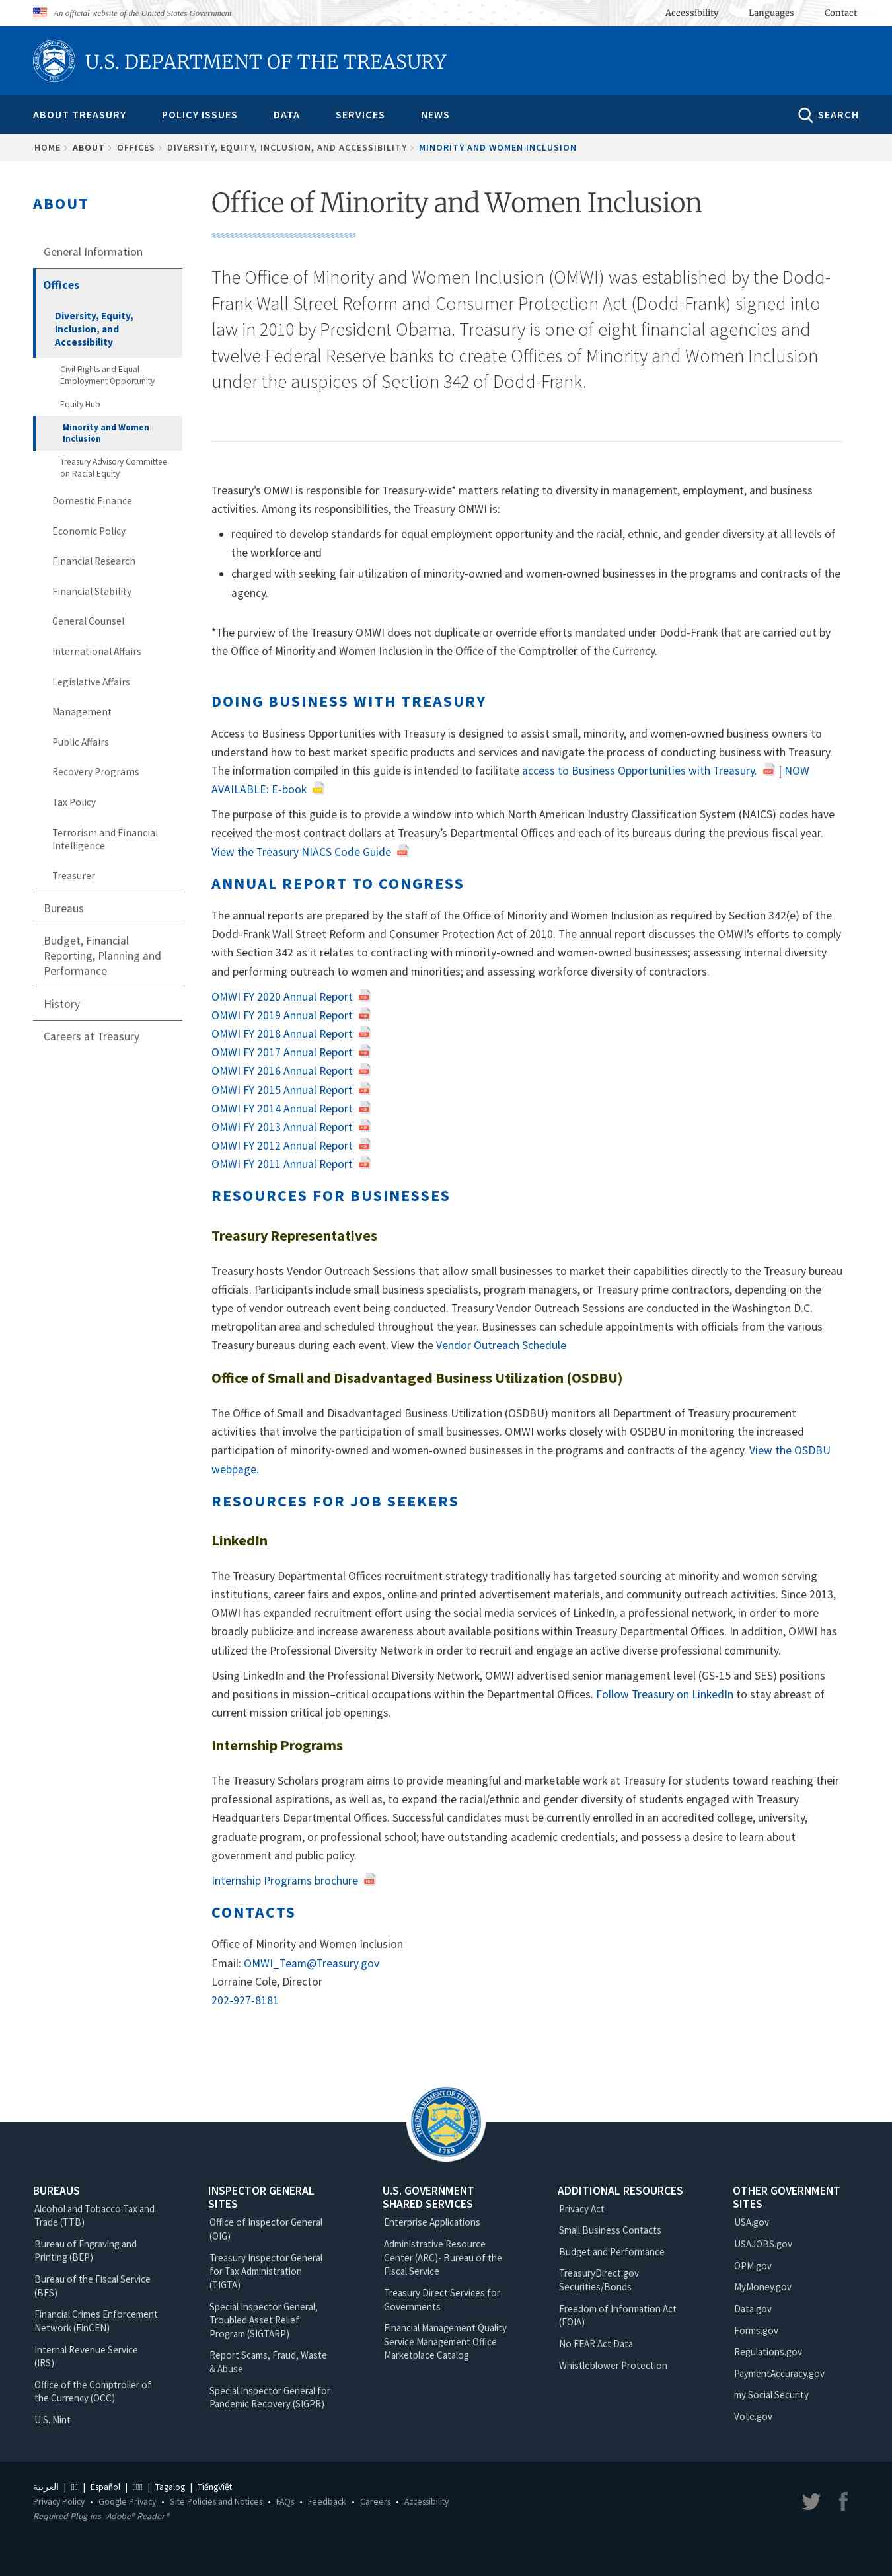 An official website of the United States Government
Accessibility Languages Contact
U.S. DEPARTMENT OF THE TREASURY
ABOUT TREASURY POLICY ISSUES DATA SERVICES NEWS SEARCH
HOME ABOUT OFFICES DIVERSITY, EQUITY, INCLUSION, AND ACCESSIBILITY MINORITY AND WOMEN INCLUSION
ABOUT
General Information
Offices
Diversity, Equity,
Inclusion, and
Accessibility
Civil Rights and Equal
Employment Opportunity
Equity Hub
Minority and Women
Inclusion
Treasury Advisory Committee
on Racial Equity
Domestic Finance
Economic Policy
Financial Research
Financial Stability
General Counsel
International Affairs
Legislative Affairs
Management
Public Affairs
Recovery Programs
Tax Policy
Terrorism and Financial
Intelligence
Treasurer
Bureaus
Budget, Financial
Reporting, Planning and
Performance
History
Careers at Treasury
Office of Minority and Women Inclusion
The Office of Minority and Women Inclusion (OMWI) was established by the Dodd-
Frank Wall Street Reform and Consumer Protection Act (Dodd-Frank) signed into
law in 2010 by President Obama. Treasury is one of eight financial agencies and
twelve Federal Reserve banks to create Offices of Minority and Women Inclusion
under the auspices of Section 342 of Dodd-Frank.
Treasury’s OMWI is responsible for Treasury-wide* matters relating to diversity in management, employment, and business
activities. Among its responsibilities, the Treasury OMWI is:
• required to develop standards for equal employment opportunity and the racial, ethnic, and gender diversity at all levels of
the workforce and
• charged with seeking fair utilization of minority-owned and women-owned businesses in the programs and contracts of the
agency.
*The purview of the Treasury OMWI does not duplicate or override efforts mandated under Dodd-Frank that are carried out by
the Office of Minority and Women Inclusion in the Office of the Comptroller of the Currency.
DOING BUSINESS WITH TREASURY
Access to Business Opportunities with Treasury is designed to assist small, minority, and women-owned business owners to
understand how to best market specific products and services and navigate the process of conducting business with Treasury.
The information compiled in this guide is intended to facilitate access to Business Opportunities with Treasury. | NOW
AVAILABLE: E-book
The purpose of this guide is to provide a window into which North American Industry Classification System (NAICS) codes have
received the most contract dollars at Treasury’s Departmental Offices and each of its bureaus during the previous fiscal year.
View the Treasury NIACS Code Guide
ANNUAL REPORT TO CONGRESS
The annual reports are prepared by the staff of the Office of Minority and Women Inclusion as required by Section 342(e) of the
Dodd-Frank Wall Street Reform and Consumer Protection Act of 2010. The annual report discusses the OMWI’s efforts to comply
with Section 342 as it relates to contracting with minority-owned and women-owned businesses; assessing internal diversity
and performing outreach to women and minorities; and assessing workforce diversity of contractors.
OMWI FY 2020 Annual Report
OMWI FY 2019 Annual Report
OMWI FY 2018 Annual Report
OMWI FY 2017 Annual Report
OMWI FY 2016 Annual Report
OMWI FY 2015 Annual Report
OMWI FY 2014 Annual Report
OMWI FY 2013 Annual Report
OMWI FY 2012 Annual Report
OMWI FY 2011 Annual Report
RESOURCES FOR BUSINESSES
Treasury Representatives
Treasury hosts Vendor Outreach Sessions that allow small businesses to market their capabilities directly to the Treasury bureau
officials. Participants include small business specialists, program managers, or Treasury prime contractors, depending on the
type of vendor outreach event being conducted. Treasury Vendor Outreach Sessions are conducted in the Washington D.C.
metropolitan area and scheduled throughout the year. Businesses can schedule appointments with officials from the various
Treasury bureaus during each event. View the Vendor Outreach Schedule
Office of Small and Disadvantaged Business Utilization (OSDBU)
The Office of Small and Disadvantaged Business Utilization (OSDBU) monitors all Department of Treasury procurement
activities that involve the participation of small businesses. OMWI works closely with OSDBU in monitoring the increased
participation of minority-owned and women-owned businesses in the programs and contracts of the agency. View the OSDBU
webpage.
RESOURCES FOR JOB SEEKERS
LinkedIn
The Treasury Departmental Offices recruitment strategy traditionally has targeted sourcing at minority and women serving
institutions, career fairs and expos, online and printed advertisement materials, and community outreach activities. Since 2013,
OMWI has expanded recruitment effort using the social media services of LinkedIn, a professional network, in order to more
broadly publicize and increase awareness about available positions within Treasury Departmental Offices. In addition, OMWI has
utilized the Professional Diversity Network in order to recruit and engage an active diverse professional community.
Using LinkedIn and the Professional Diversity Network, OMWI advertised senior management level (GS-15 and SES) positions
and positions in mission–critical occupations within the Departmental Offices. Follow Treasury on LinkedIn to stay abreast of
current mission critical job openings.
Internship Programs
The Treasury Scholars program aims to provide meaningful and marketable work at Treasury for students toward reaching their
professional aspirations, as well as, to expand the racial/ethnic and gender diversity of students engaged with Treasury
Headquarters Departmental Offices. Successful candidates must be currently enrolled in an accredited college, university,
graduate program, or professional school; have outstanding academic credentials; and possess a desire to learn about
government and public policy.
Internship Programs brochure
CONTACTS
Office of Minority and Women Inclusion
Email: OMWI_Team@Treasury.gov
Lorraine Cole, Director
202-927-8181
THE DEPARTMENT OF THE TREASURY
1789
BUREAUS
Alcohol and Tobacco Tax and
Trade (TTB)
Bureau of Engraving and
Printing (BEP)
Bureau of the Fiscal Service
(BFS)
Financial Crimes Enforcement
Network (FinCEN)
Internal Revenue Service
(IRS)
Office of the Comptroller of
the Currency (OCC)
U.S. Mint
INSPECTOR GENERAL
SITES
Office of Inspector General
(OIG)
Treasury Inspector General
for Tax Administration
(TIGTA)
Special Inspector General,
Troubled Asset Relief
Program (SIGTARP)
Report Scams, Fraud, Waste
& Abuse
Special Inspector General for
Pandemic Recovery (SIGPR)
U.S. GOVERNMENT
SHARED SERVICES
Enterprise Applications
Administrative Resource
Center (ARC)- Bureau of the
Fiscal Service
Treasury Direct Services for
Governments
Financial Management Quality
Service Management Office
Marketplace Catalog
ADDITIONAL RESOURCES
Privacy Act
Small Business Contacts
Budget and Performance
TreasuryDirect.gov
Securities/Bonds
Freedom of Information Act
(FOIA)
No FEAR Act Data
Whistleblower Protection
OTHER GOVERNMENT
SITES
USA.gov
USAJOBS.gov
OPM.gov
MyMoney.gov
Data.gov
Forms.gov
Regulations.gov
PaymentAccuracy.gov
my Social Security
Vote.gov
العربية | | Español | | Tagalog | TiếngViệt
Privacy Policy • Google Privacy • Site Policies and Notices • FAQs • Feedback • Careers • Accessibility
Required Plug-ins Adobe® Reader®